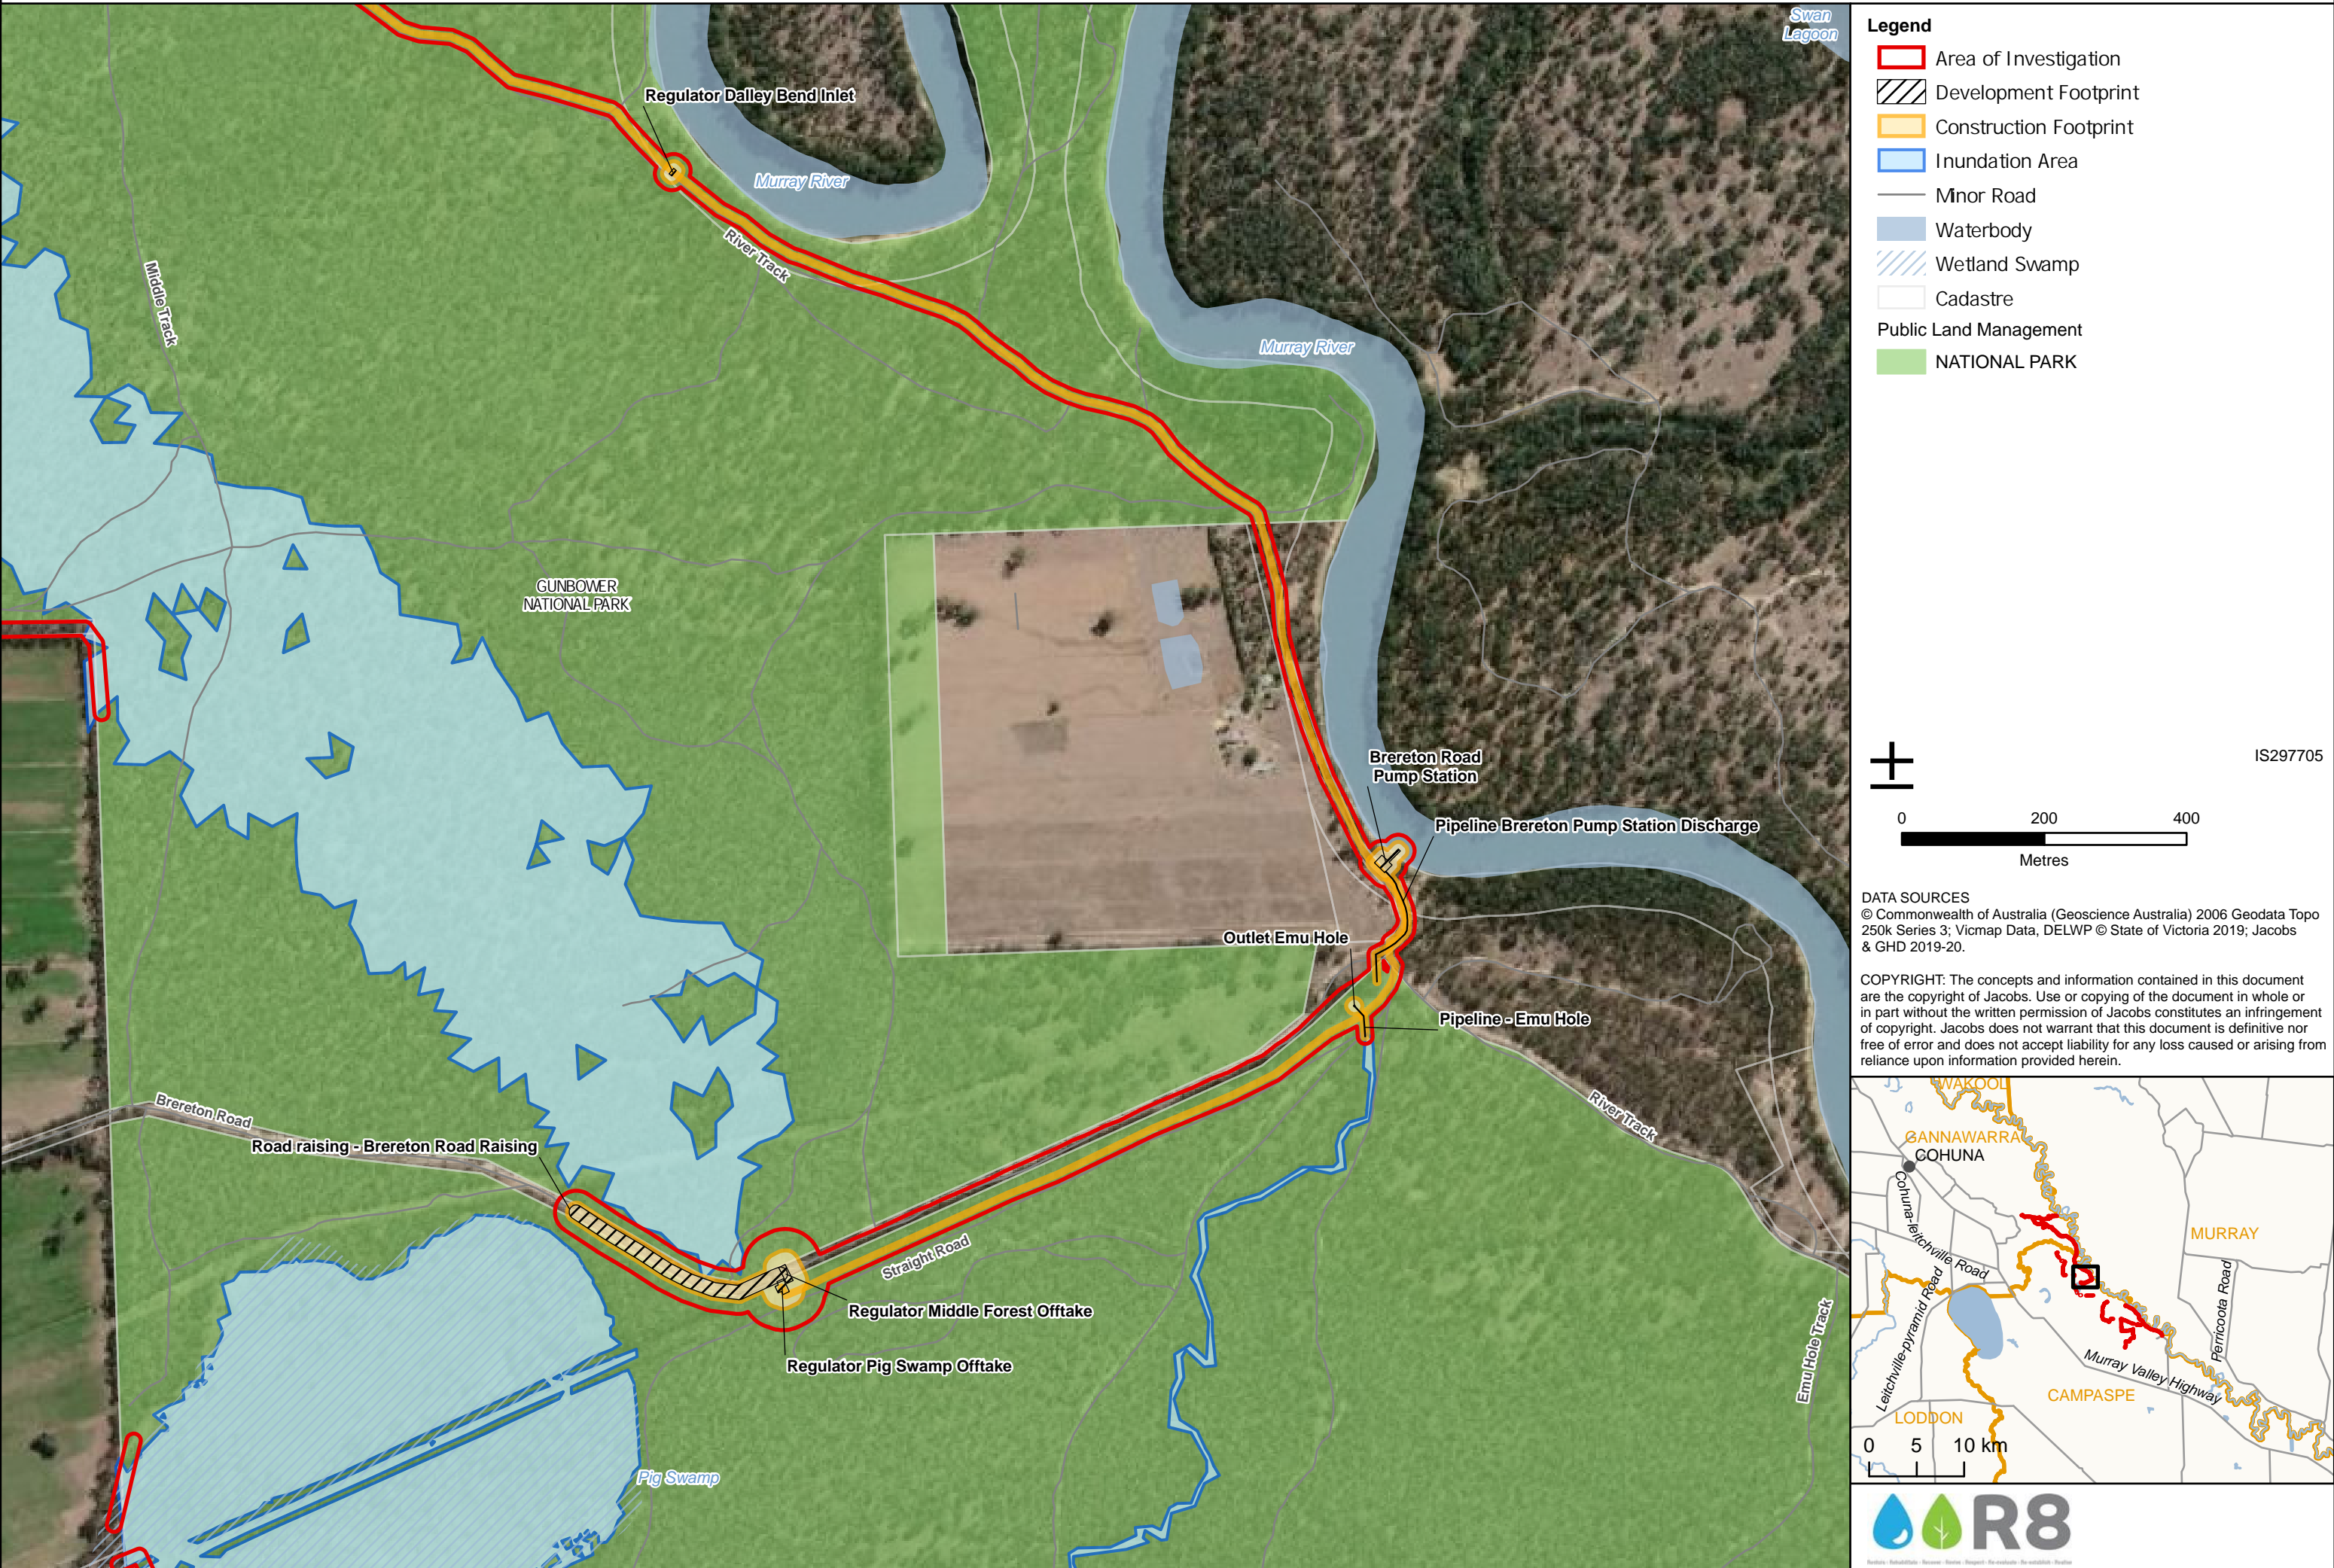 Swan
Lagoon
Regulator Dalley Bend Inlet
Murray River
River Track
Middle Track
Murray River
GUNBOWER
NATIONAL PARK
Brereton Road
Pump Station
Pipeline Brereton Pump Station Discharge
Outlet Emu Hole
Pipeline - Emu Hole
Brereton Road
River Track
Road raising - Brereton Road Raising
Straight Road
Regulator Middle Forest Offtake
Regulator Pig Swamp Offtake
Emu Hole Track
Pig Swamp
Legend
Area of Investigation
Development Footprint
Construction Footprint
Inundation Area
Minor Road
Waterbody
Wetland Swamp
Cadastre
Public Land Management
NATIONAL PARK
IS297705
0 200 400
Metres
DATA SOURCES
© Commonwealth of Australia (Geoscience Australia) 2006 Geodata Topo
250k Series 3; Vicmap Data, DELWP © State of Victoria 2019; Jacobs
& GHD 2019-20.
COPYRIGHT: The concepts and information contained in this document
are the copyright of Jacobs. Use or copying of the document in whole or
in part without the written permission of Jacobs constitutes an infringement
of copyright. Jacobs does not warrant that this document is definitive nor
free of error and does not accept liability for any loss caused or arising from
reliance upon information provided herein.
WAKOOL
GANNAWARRA
COHUNA
Cohuna-leitchville Road
MURRAY
Leitchville-pyramid Road
Perricoota Road
Murray Valley Highway
CAMPASPE
LODDON
0 5 10 km
R8